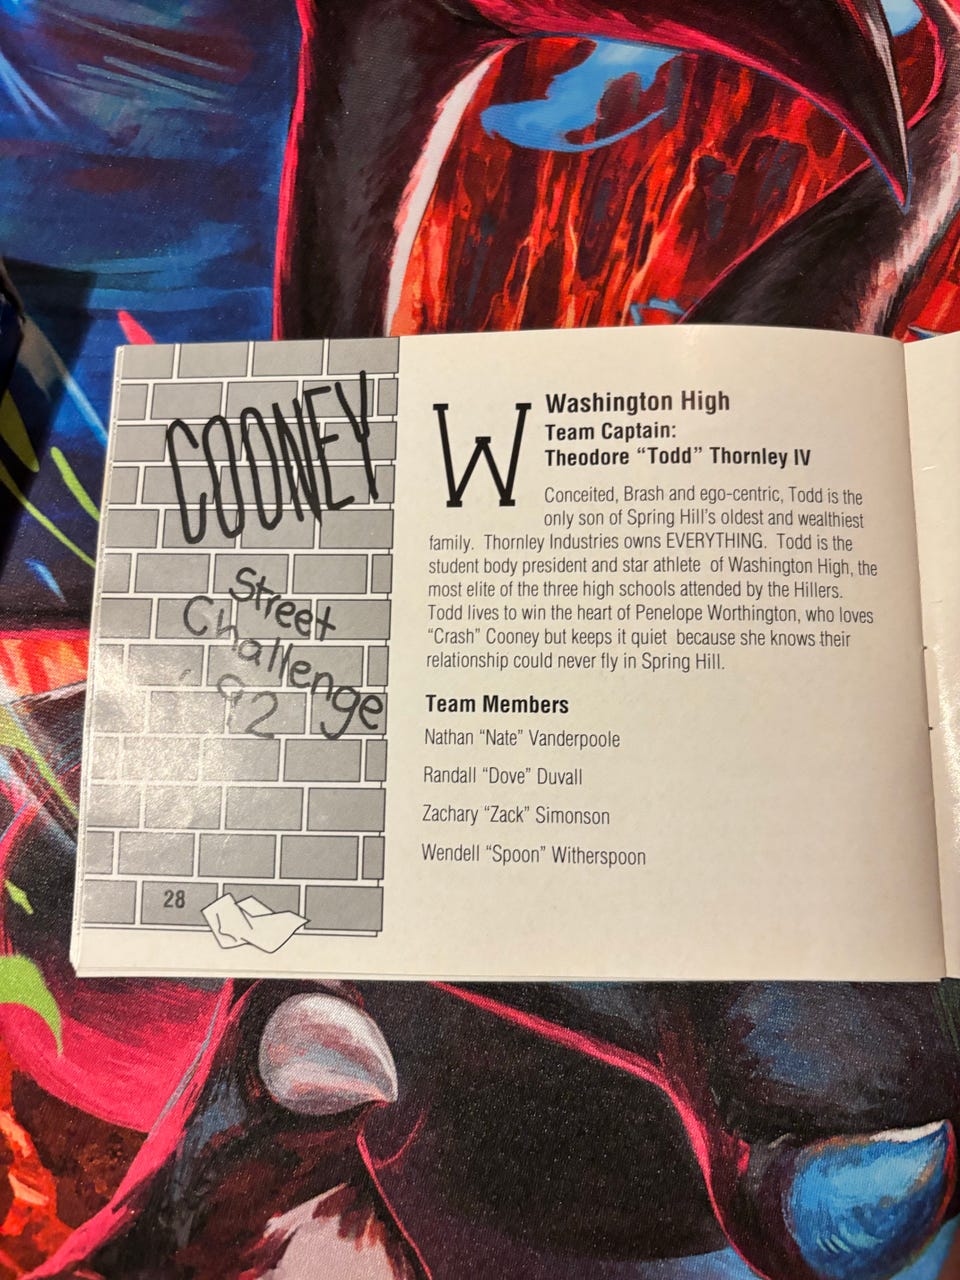 COONEY
Street
Challenge
92
28
W
Washington High
Team Captain:
Theodore “Todd” Thornley IV
Conceited, Brash and ego-centric, Todd is the
only son of Spring Hill’s oldest and wealthiest
family. Thornley Industries owns EVERYTHING. Todd is the
student body president and star athlete of Washington High, the
most elite of the three high schools attended by the Hillers.
Todd lives to win the heart of Penelope Worthington, who loves
“Crash” Cooney but keeps it quiet because she knows their
relationship could never fly in Spring Hill.
Team Members
Nathan “Nate” Vanderpoole
Randall “Dove” Duvall
Zachary “Zack” Simonson
Wendell “Spoon” Witherspoon